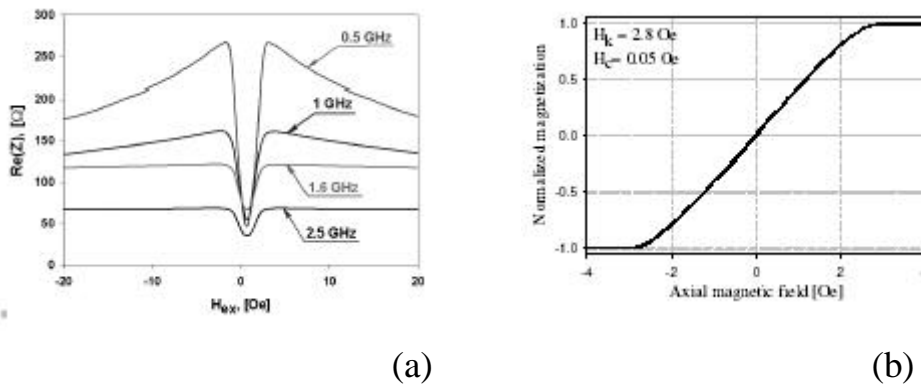 300
250
200
150
100
50
0
Re(Z), [Ω]
0.5 GHz
1 GHz
1.6 GHz
2.5 GHz
-20
-10
0
10
20
Hex, [Oe]
(a)
1.0
0.5
0.0
-0.5
-1.0
Normalized magnetization
Hk = 2.8 Oe
Hc= 0.05 Oe
-4
-2
0
2
Axial magnetic field [Oe]
(b)